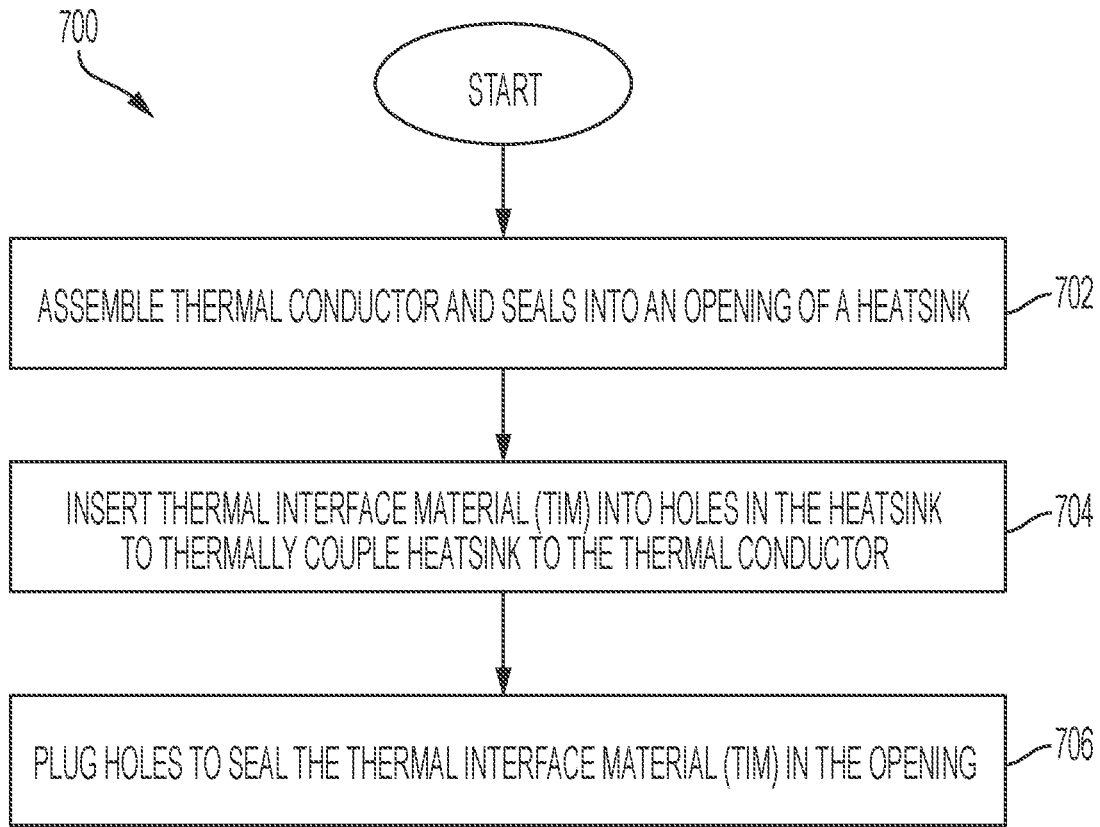 700
START
ASSEMBLE THERMAL CONDUCTOR AND SEALS INTO AN OPENING OF A HEATSINK
702
INSERT THERMAL INTERFACE MATERIAL (TIM) INTO HOLES IN THE HEATSINK
TO THERMALLY COUPLE HEATSINK TO THE THERMAL CONDUCTOR
704
PLUG HOLES TO SEAL THE THERMAL INTERFACE MATERIAL (TIM) IN THE OPENING
706